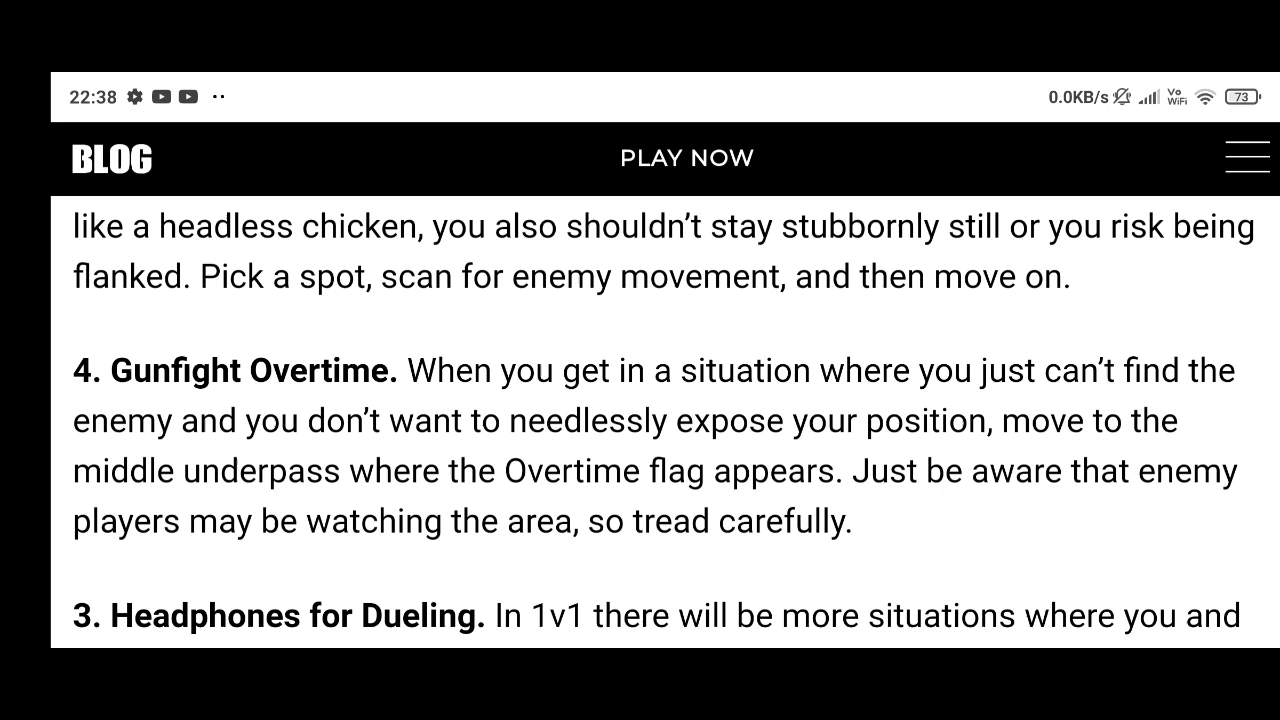 22:38 ·· 0.0KB/s Vo WiFi 73
BLOG PLAY NOW
like a headless chicken, you also shouldn’t stay stubbornly still or you risk being
flanked. Pick a spot, scan for enemy movement, and then move on.
4. Gunfight Overtime. When you get in a situation where you just can’t find the
enemy and you don’t want to needlessly expose your position, move to the
middle underpass where the Overtime flag appears. Just be aware that enemy
players may be watching the area, so tread carefully.
3. Headphones for Dueling. In 1v1 there will be more situations where you and